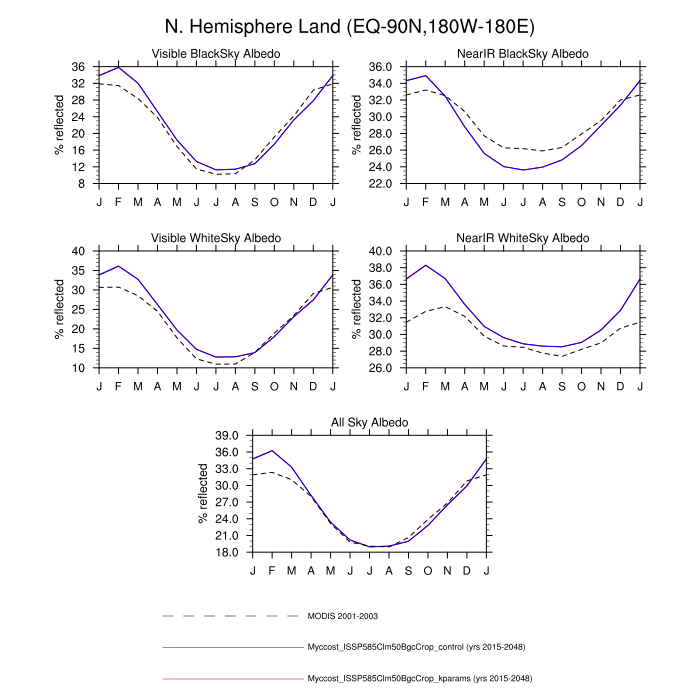 N. Hemisphere Land (EQ-90N,180W-180E)
Visible BlackSky Albedo
% reflected
36
32
28
24
20
16
12
8
J F M A M J J A S O N D J
NearIR BlackSky Albedo
% reflected
36.0
34.0
32.0
30.0
28.0
26.0
24.0
22.0
J F M A M J J A S O N D J
Visible WhiteSky Albedo
% reflected
40
35
30
25
20
15
10
J F M A M J J A S O N D J
NearIR WhiteSky Albedo
% reflected
40.0
38.0
36.0
34.0
32.0
30.0
28.0
26.0
J F M A M J J A S O N D J
All Sky Albedo
% reflected
39.0
36.0
33.0
30.0
27.0
24.0
21.0
18.0
J F M A M J J A S O N D J
MODIS 2001-2003
Myccost_ISSP585Clm50BgcCrop_control (yrs 2015-2048)
Myccost_ISSP585Clm50BgcCrop_kparams (yrs 2015-2048)